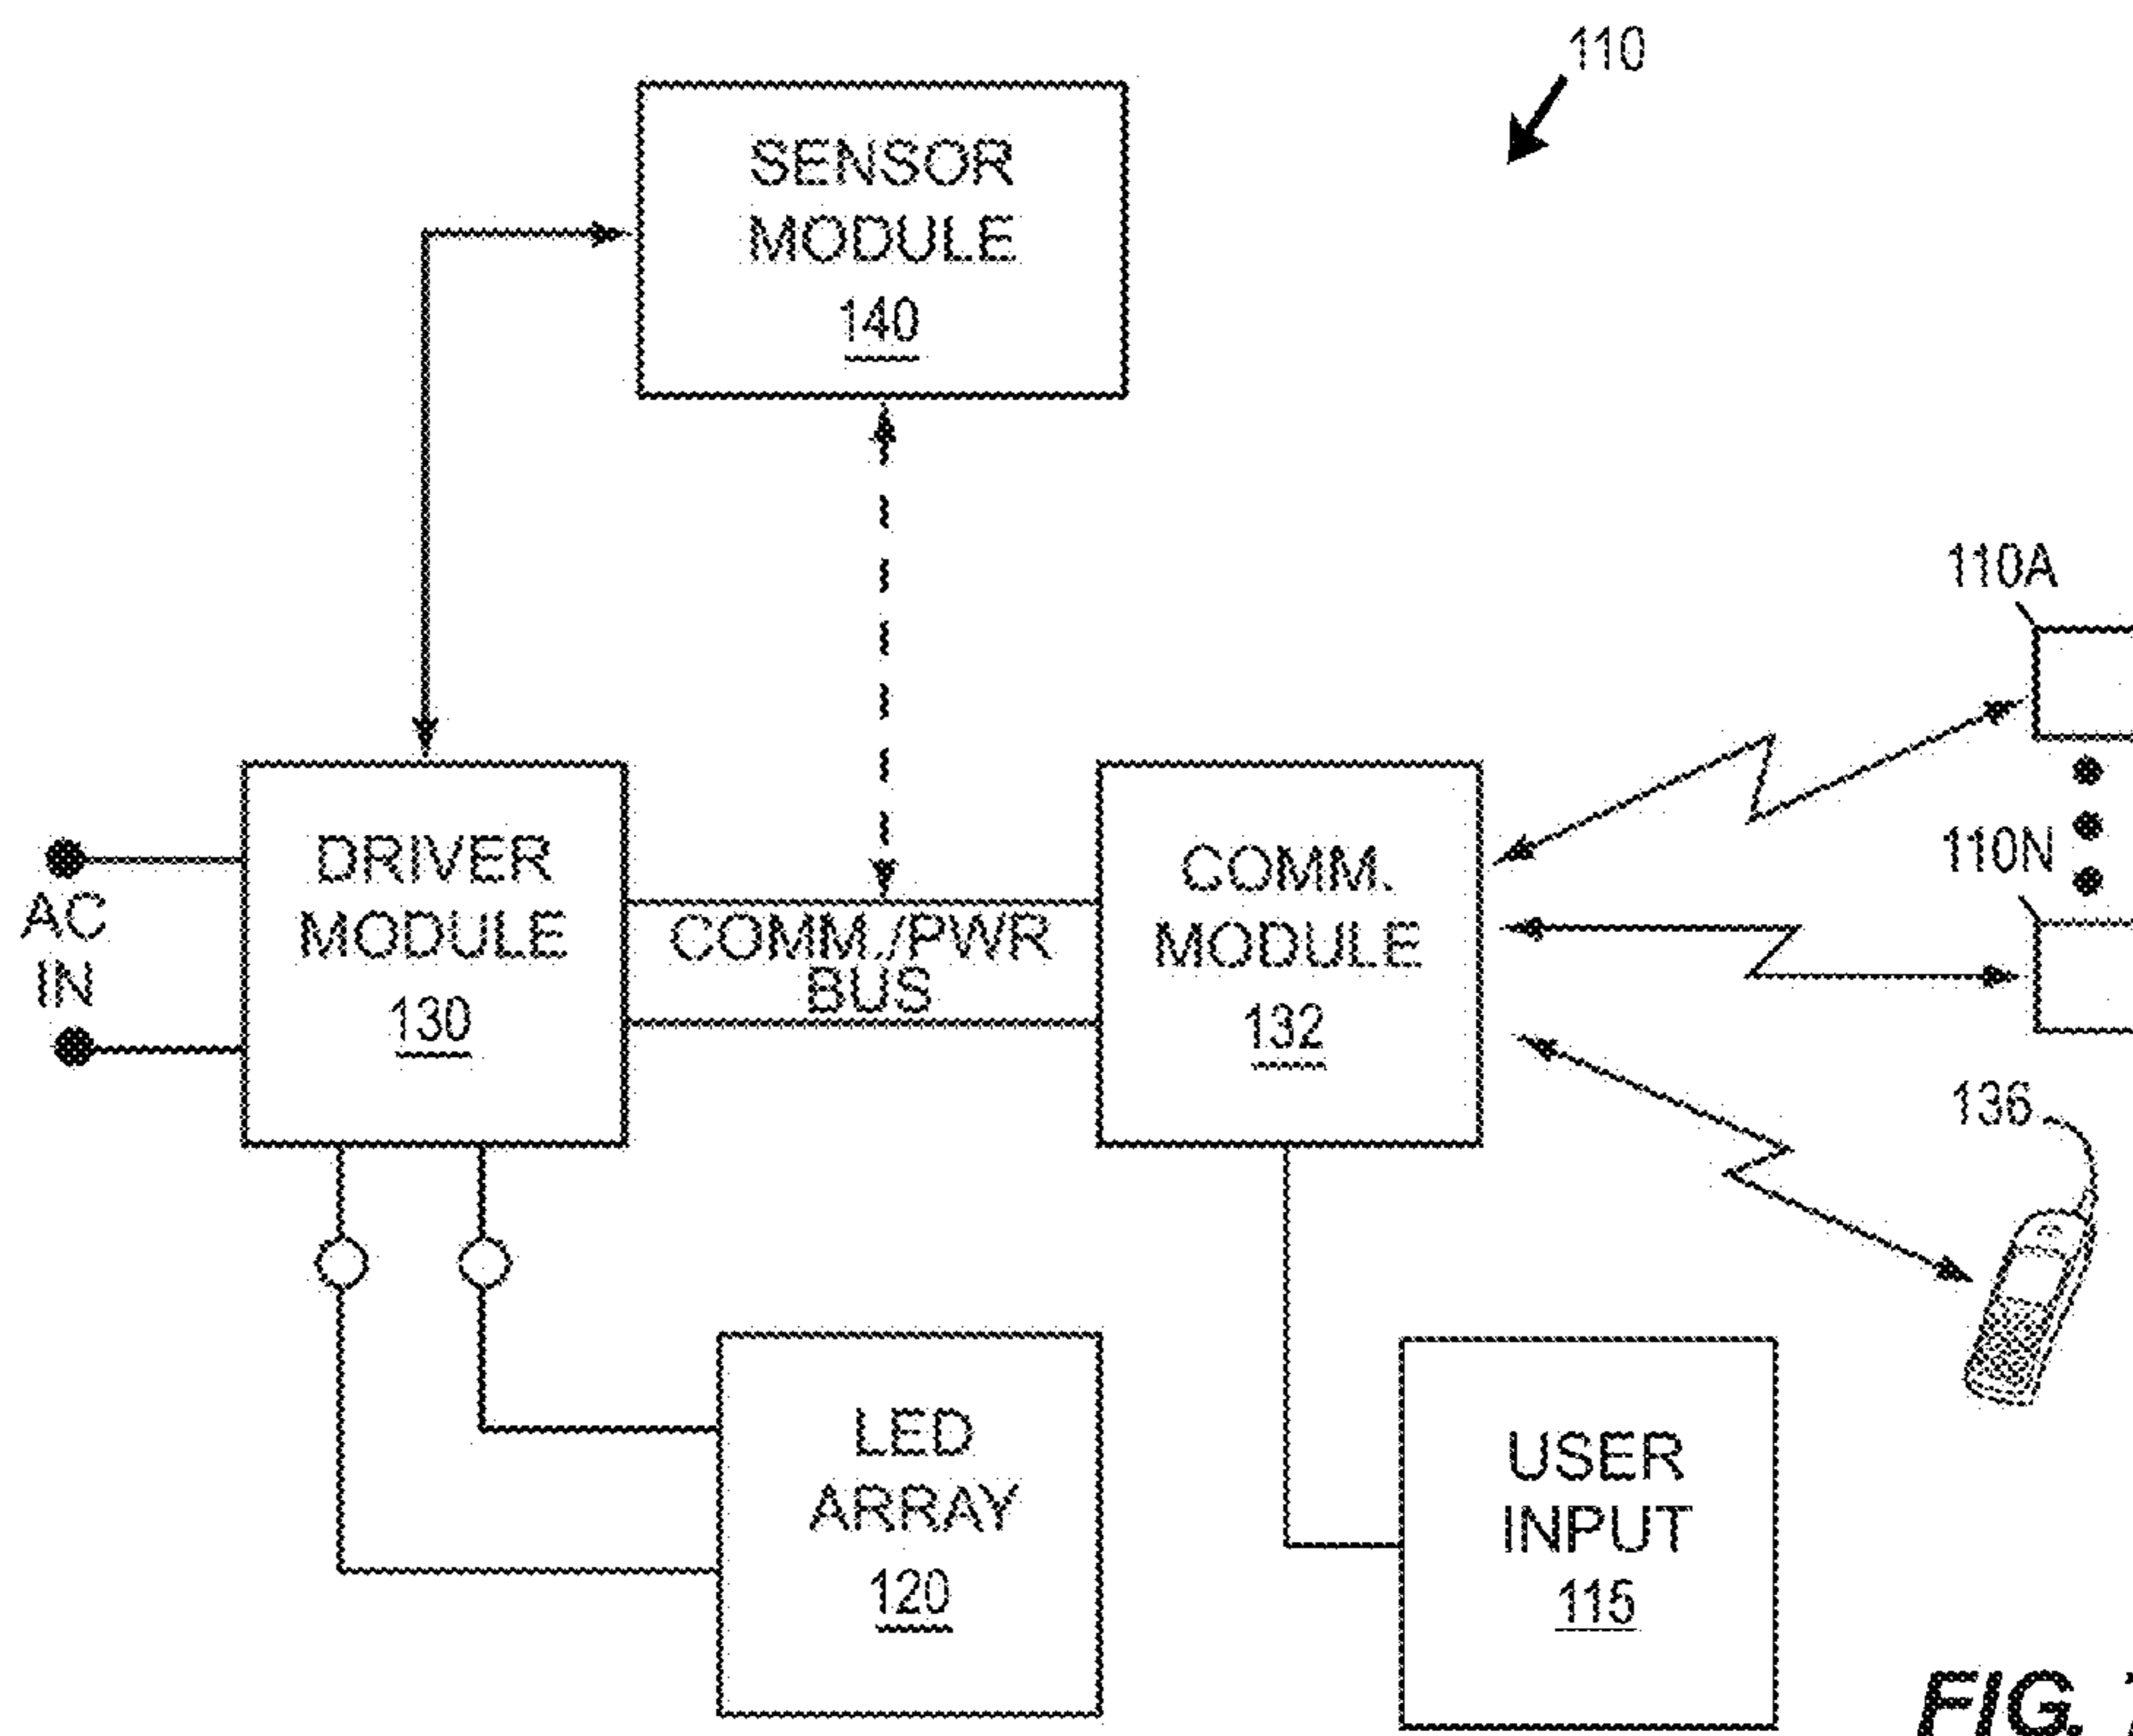 110
SENSOR
MODULE
140
110A
110N
DRIVER
MODULE
130
AC
IN
COMM./PWR
BUS
COMM.
MODULE
132
136
LED
ARRAY
120
USER
INPUT
115
FIG.